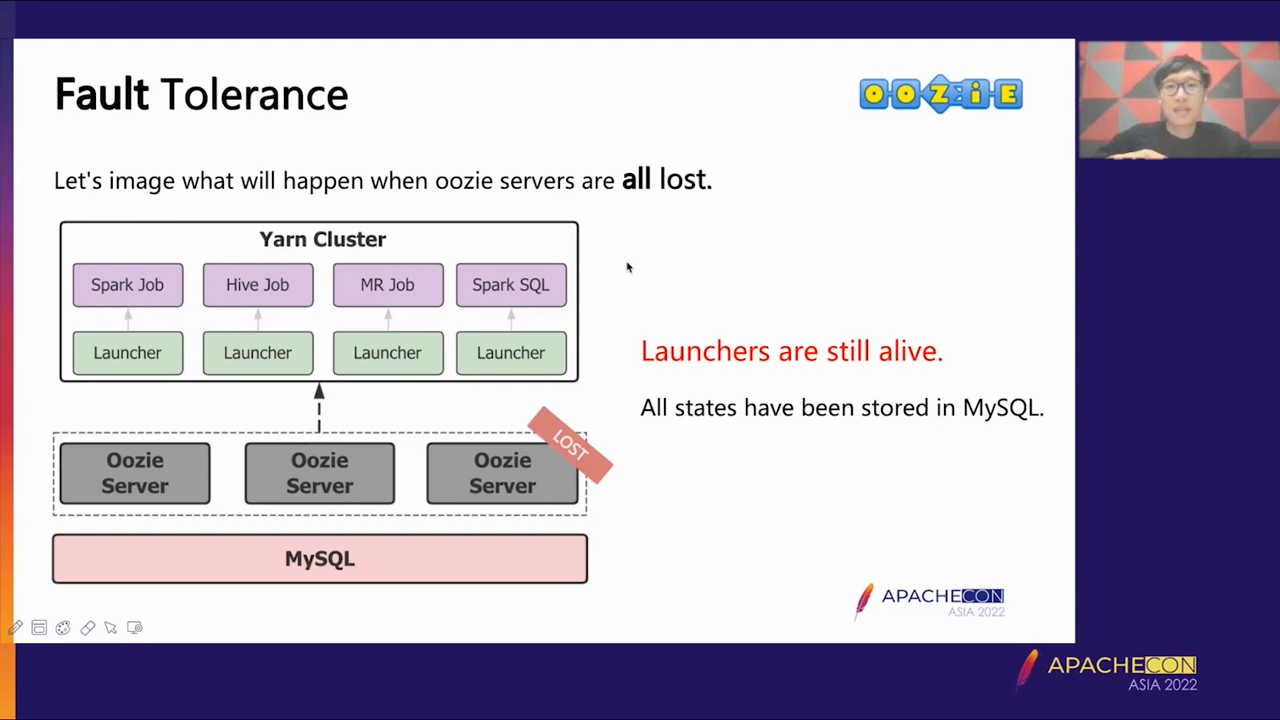 Fault Tolerance
OOZIE
Let's image what will happen when oozie servers are all lost.
Yarn Cluster
Spark Job
Hive Job
MR Job
Spark SQL
Launcher
Launcher
Launcher
Launcher
Launchers are still alive.
All states have been stored in MySQL.
LOST
Oozie
Server
Oozie
Server
Oozie
Server
MySQL
APACHECON
ASIA 2022
APACHECON
ASIA 2022